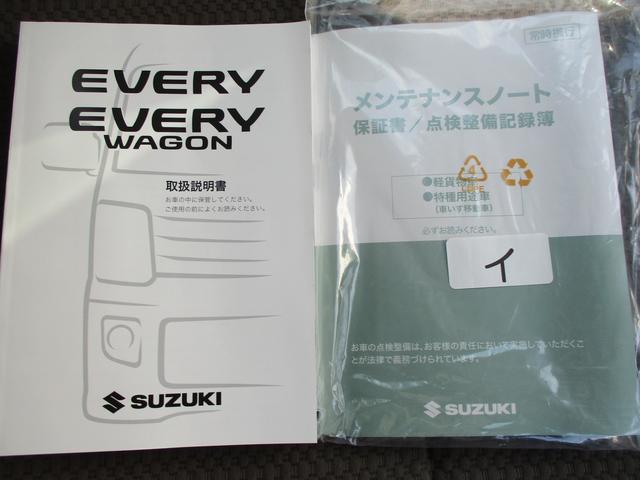 EVERY
EVERY
WAGON
取扱説明書
お車の中に保管してください。
ご使用の前によくお読みください。
SUZUKI
常時携行
メンテナンスノート
保証書/点検整備記録簿
4
LDPE
●軽貨物車
●特種用途車
(車いす移動車)
必ずお読みください。
イ
お車の点検整備は、お客様の責任において実施していただくこ
とが法律で義務づけられています。
SUZUKI